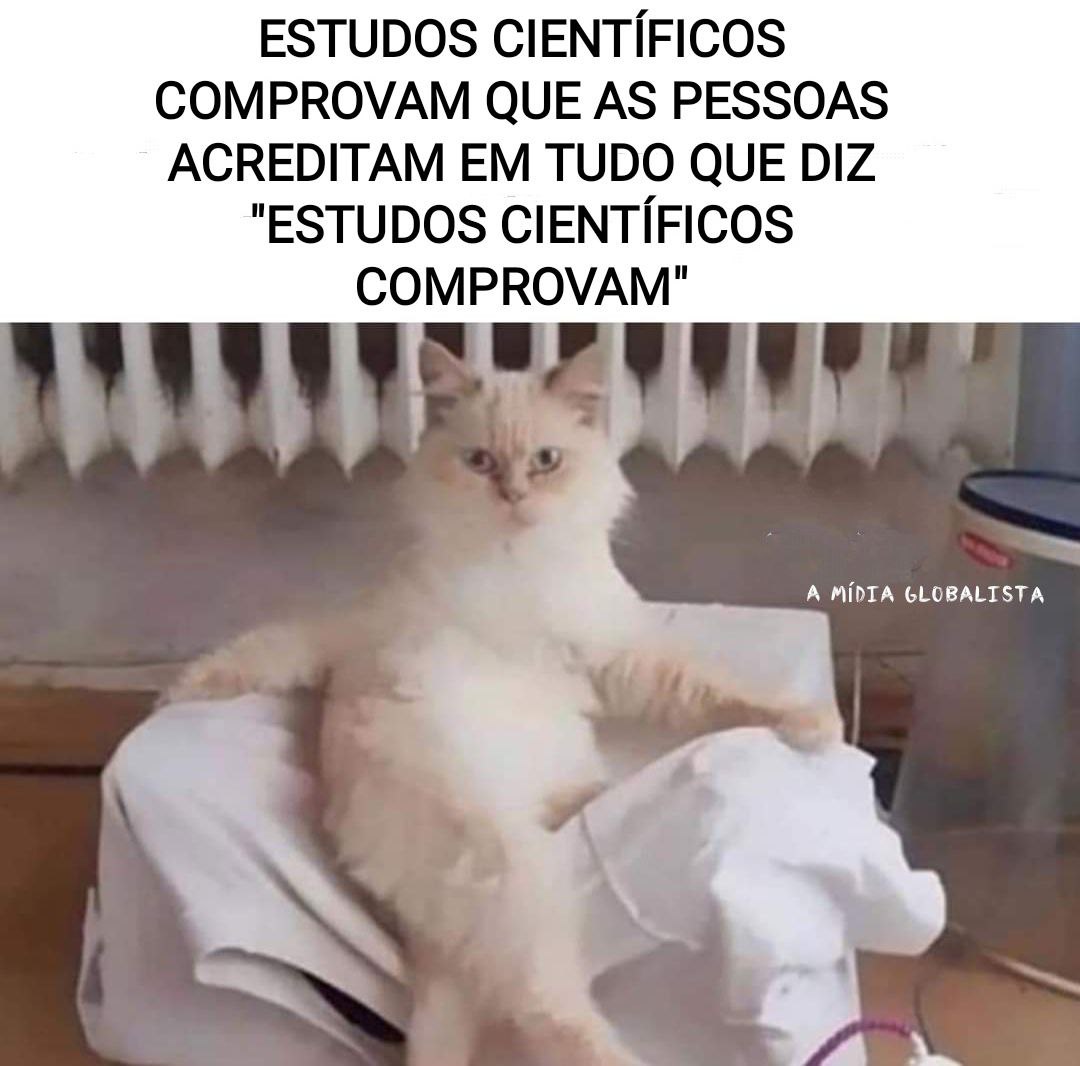 ESTUDOS CIENTÍFICOS
COMPROVAM QUE AS PESSOAS
ACREDITAM EM TUDO QUE DIZ
"ESTUDOS CIENTÍFICOS
COMPROVAM"
A MÍDIA GLOBALISTA